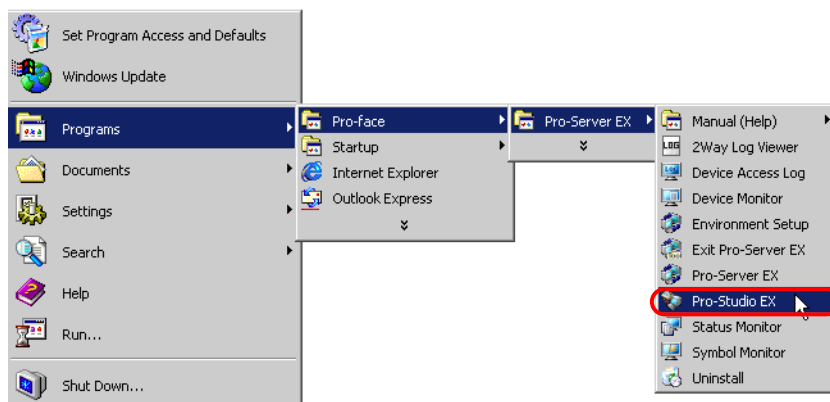 Set Program Access and Defaults
Windows Update
Programs
Documents
Settings
Search
Help
Run...
Shut Down...
Pro-face
Startup
Internet Explorer
Outlook Express
Pro-Server EX
Manual (Help)
LOG
2Way Log Viewer
Device Access Log
Device Monitor
Environment Setup
Exit Pro-Server EX
Pro-Server EX
Pro-Studio EX
Status Monitor
Symbol Monitor
Uninstall